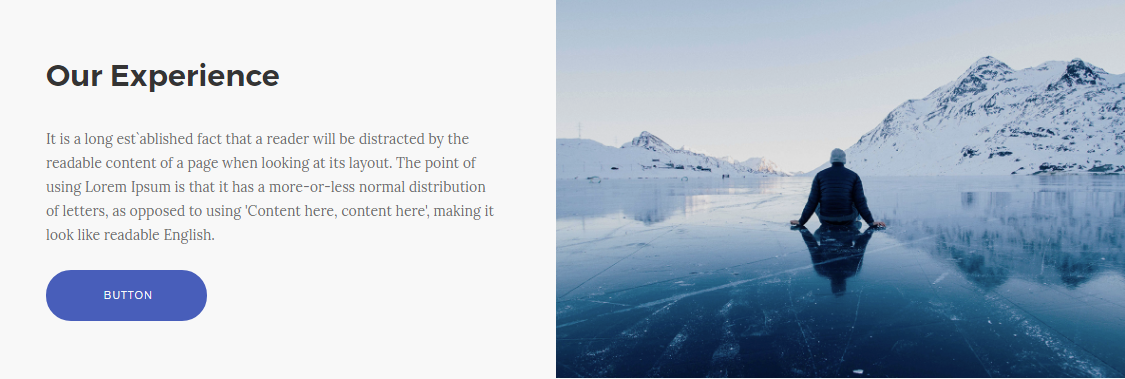 Our Experience
It is a long est`ablished fact that a reader will be distracted by the
readable content of a page when looking at its layout. The point of
using Lorem Ipsum is that it has a more-or-less normal distribution
of letters, as opposed to using 'Content here, content here', making it
look like readable English.
BUTTON